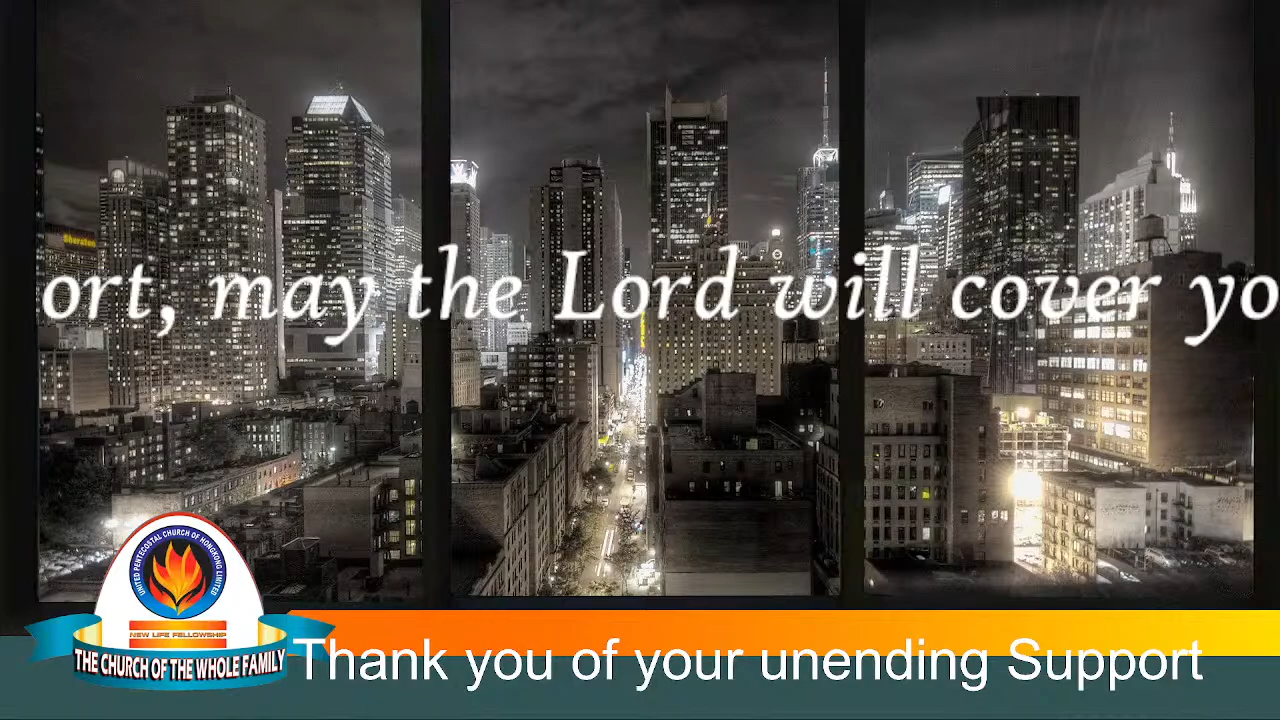 Sheraton
ort, may the Lord will cover yo
UNITED PENTECOSTAL CHURCH OF HONGKONG LIMITED
NEW LIFE FELLOWSHIP
THE CHURCH OF THE WHOLE FAMILY
Thank you of your unending Support